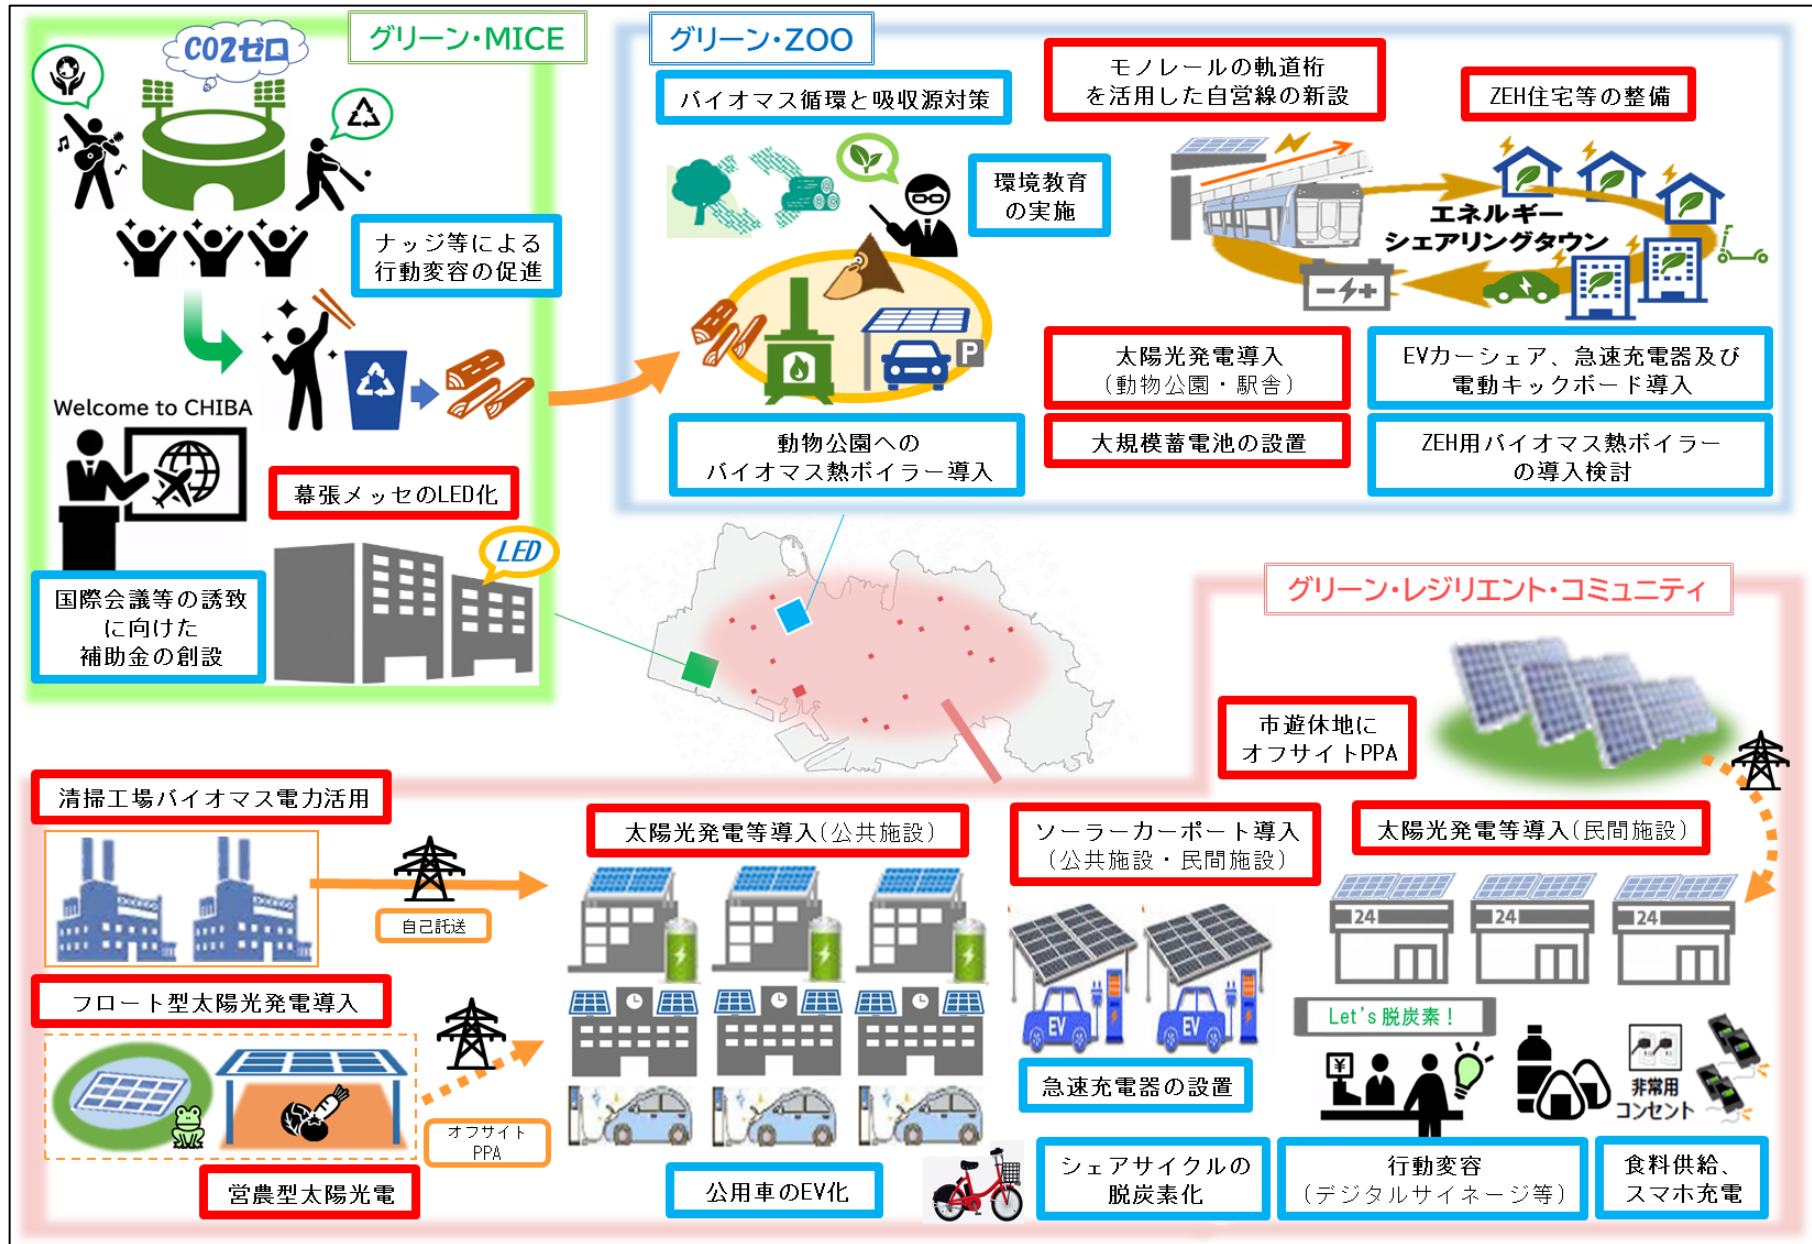 グリーン・MICE
CO2ゼロ
ナッジ等による
行動変容の促進
Welcome to CHIBA
幕張メッセのLED化
LED
国際会議等の誘致
に向けた
補助金の創設
グリーン・ZOO
バイオマス循環と吸収源対策
環境教育
の実施
動物公園への
バイオマス熱ボイラー導入
P
モノレールの軌道桁
を活用した自営線の新設
ZEH住宅等の整備
エネルギー
シェアリングタウン
太陽光発電導入
（動物公園・駅舎）
大規模蓄電池の設置
EVカーシェア、急速充電器及び
電動キックボード導入
ZEH用バイオマス熱ボイラー
の導入検討
グリーン・レジリエント・コミュニティ
市遊休地に
オフサイトPPA
清掃工場バイオマス電力活用
自己託送
フロート型太陽光発電導入
オフサイト
PPA
営農型太陽光電
太陽光発電等導入（公共施設）
公用車のEV化
ソーラーカーポート導入
（公共施設・民間施設）
EV
EV
急速充電器の設置
シェアサイクルの
脱炭素化
太陽光発電等導入（民間施設）
24
24
24
Let's 脱炭素！
¥
行動変容
（デジタルサイネージ等）
非常用
コンセント
食料供給、
スマホ充電